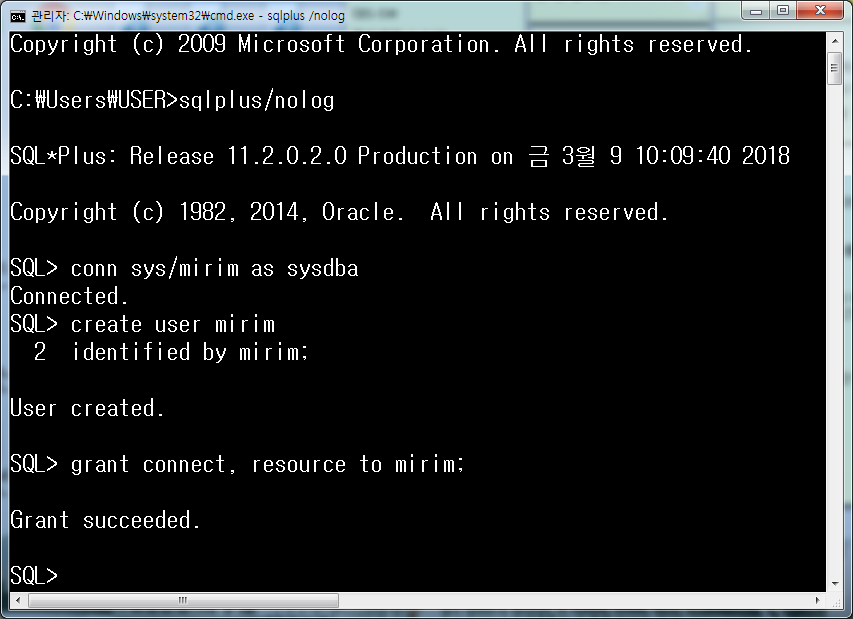 관리자: C:₩Windows₩system32₩cmd.exe - sqlplus /nolog
Copyright (c) 2009 Microsoft Corporation. All rights reserved.
C:₩Users₩USER>sqlplus/nolog
SQL*Plus: Release 11.2.0.2.0 Production on 금 3월 9 10:09:40 2018
Copyright (c) 1982, 2014, Oracle.  All rights reserved.
SQL> conn sys/mirim as sysdba
Connected.
SQL> create user mirim
  2  identified by mirim;
User created.
SQL> grant connect, resource to mirim;
Grant succeeded.
SQL>